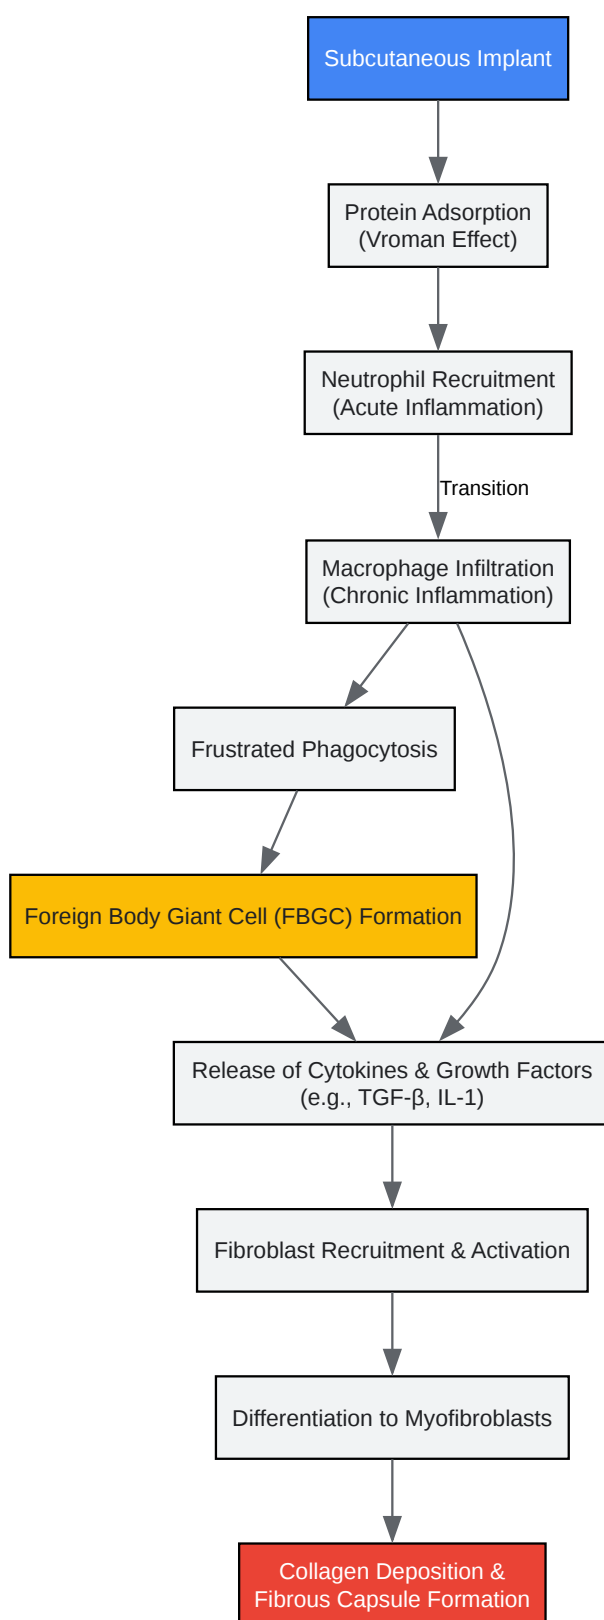 Subcutaneous Implant
Protein Adsorption
(Vroman Effect)
Neutrophil Recruitment
(Acute Inflammation)
Transition
Macrophage Infiltration
(Chronic Inflammation)
Frustrated Phagocytosis
Foreign Body Giant Cell (FBGC) Formation
Release of Cytokines & Growth Factors
(e.g., TGF-β, IL-1)
Fibroblast Recruitment & Activation
Differentiation to Myofibroblasts
Collagen Deposition &
Fibrous Capsule Formation